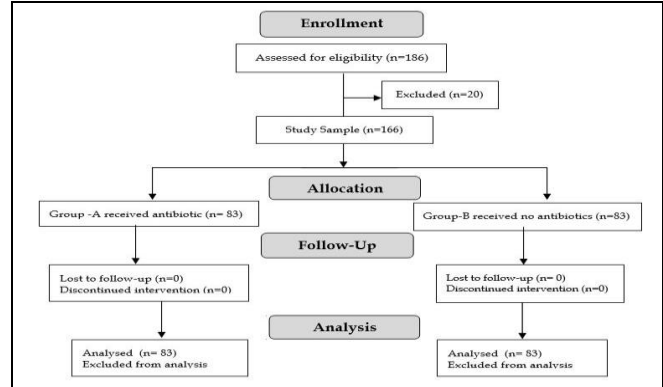 Enrollment
Assessed for eligibility (n=186)
Excluded (n=20)
Study Sample (n=166)
Allocation
Group -A received antibiotic (n= 83)
Group-B received no antibiotics (n=83)
Follow-Up
Lost to follow-up (n=0)
Discontinued intervention (n=0)
Lost to follow-up (n= 0)
Discontinued intervention (n=0)
Analysis
Analysed (n= 83)
Excluded from analysis
Analysed (n= 83)
Excluded from analysis